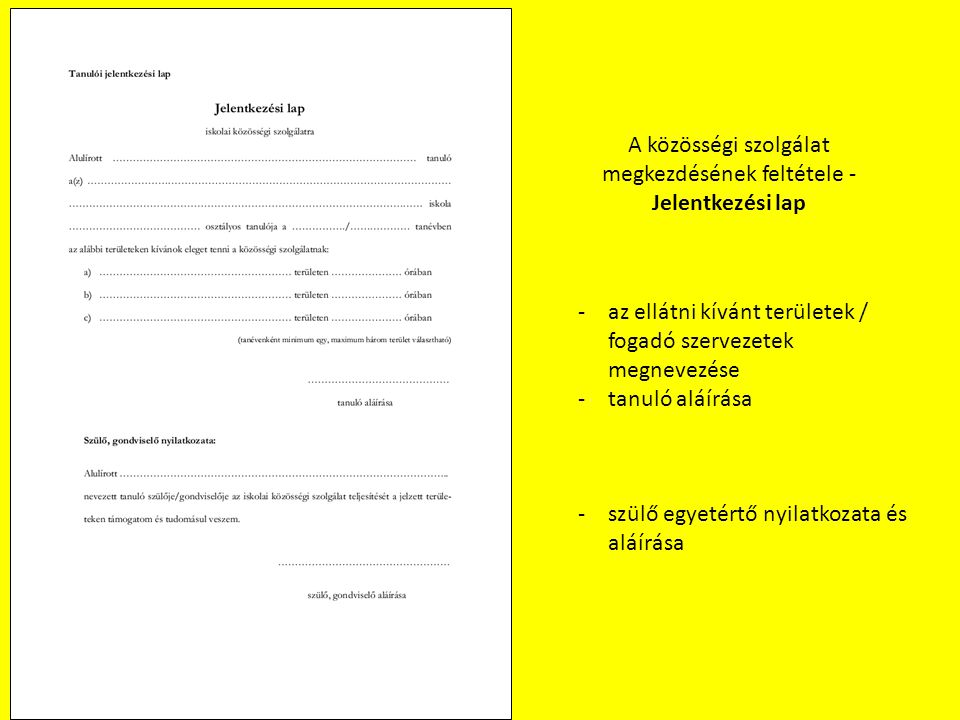 Tanulói jelentkezési lap
Jelentkezési lap
iskolai közösségi szolgálatra
Alulírott ……………………………………………………………………………… tanuló
a(z) ………………………………………………………………………………………………
…………………………………………………………………………………………… iskola
………………………………… osztályos tanulója a ……………../……………… tanévben
az alábbi területeken kívánok eleget tenni a közösségi szolgálatnak:
a) ………………………………………………… területen ………………… órában
b) ………………………………………………… területen ………………… órában
c) ………………………………………………… területen ………………… órában
(tanévenként minimum egy, maximum három terület választható)
……………………………………
tanuló aláírása
Szülő, gondviselő nyilatkozata:
Alulírott ……………………………………………………………………………………..
nevezett tanuló szülője/gondviselője az iskolai közösségi szolgálat teljesítését a jelzett terüle-
teken támogatom és tudomásul veszem.
……………………………………………
szülő, gondviselő aláírása
A közösségi szolgálat
megkezdésének feltétele -
Jelentkezési lap
- az ellátni kívánt területek /
fogadó szervezetek
megnevezése
- tanuló aláírása
- szülő egyetértő nyilatkozata és
aláírása